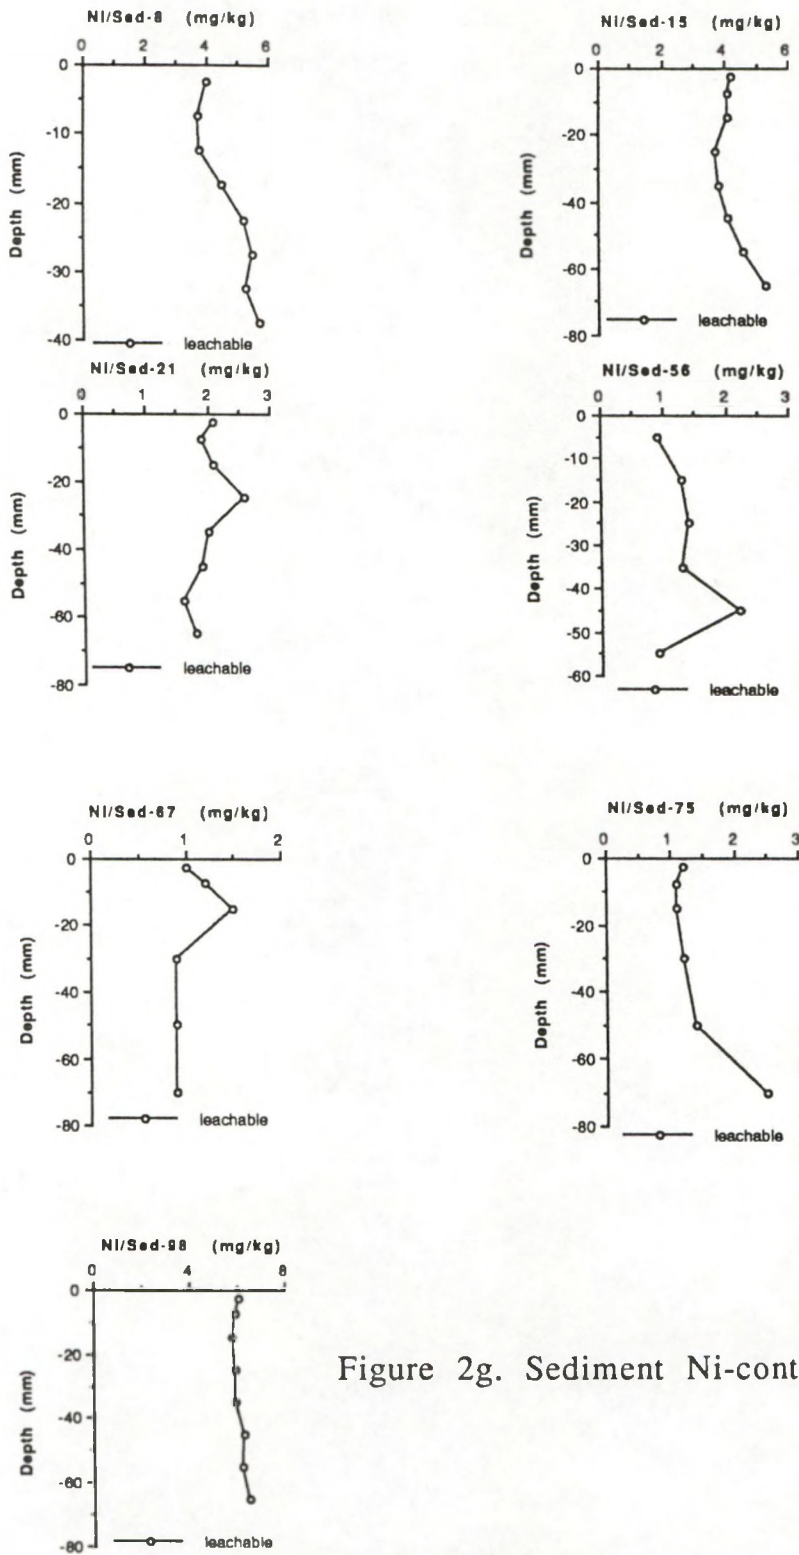 Ni/Sed-8 (mg/kg)
0 2 4 6
0
-10
-20
-30
-40
Depth (mm)
leachable
Ni/Sed-15 (mg/kg)
0 2 4 6
0
-20
-40
-60
-80
Depth (mm)
leachable
Ni/Sed-21 (mg/kg)
0 1 2 3
0
-20
-40
-60
-80
Depth (mm)
leachable
Ni/Sed-56 (mg/kg)
0 1 2 3
0
-10
-20
-30
-40
-50
-60
Depth (mm)
leachable
Ni/Sed-67 (mg/kg)
0 1 2
0
-20
-40
-60
-80
Depth (mm)
leachable
Ni/Sed-75 (mg/kg)
0 1 2 3
0
-20
-40
-60
-80
Depth (mm)
leachable
Ni/Sed-98 (mg/kg)
0 4 6 8
0
-20
-40
-60
-80
Depth (mm)
leachable
Figure 2g. Sediment Ni-cont